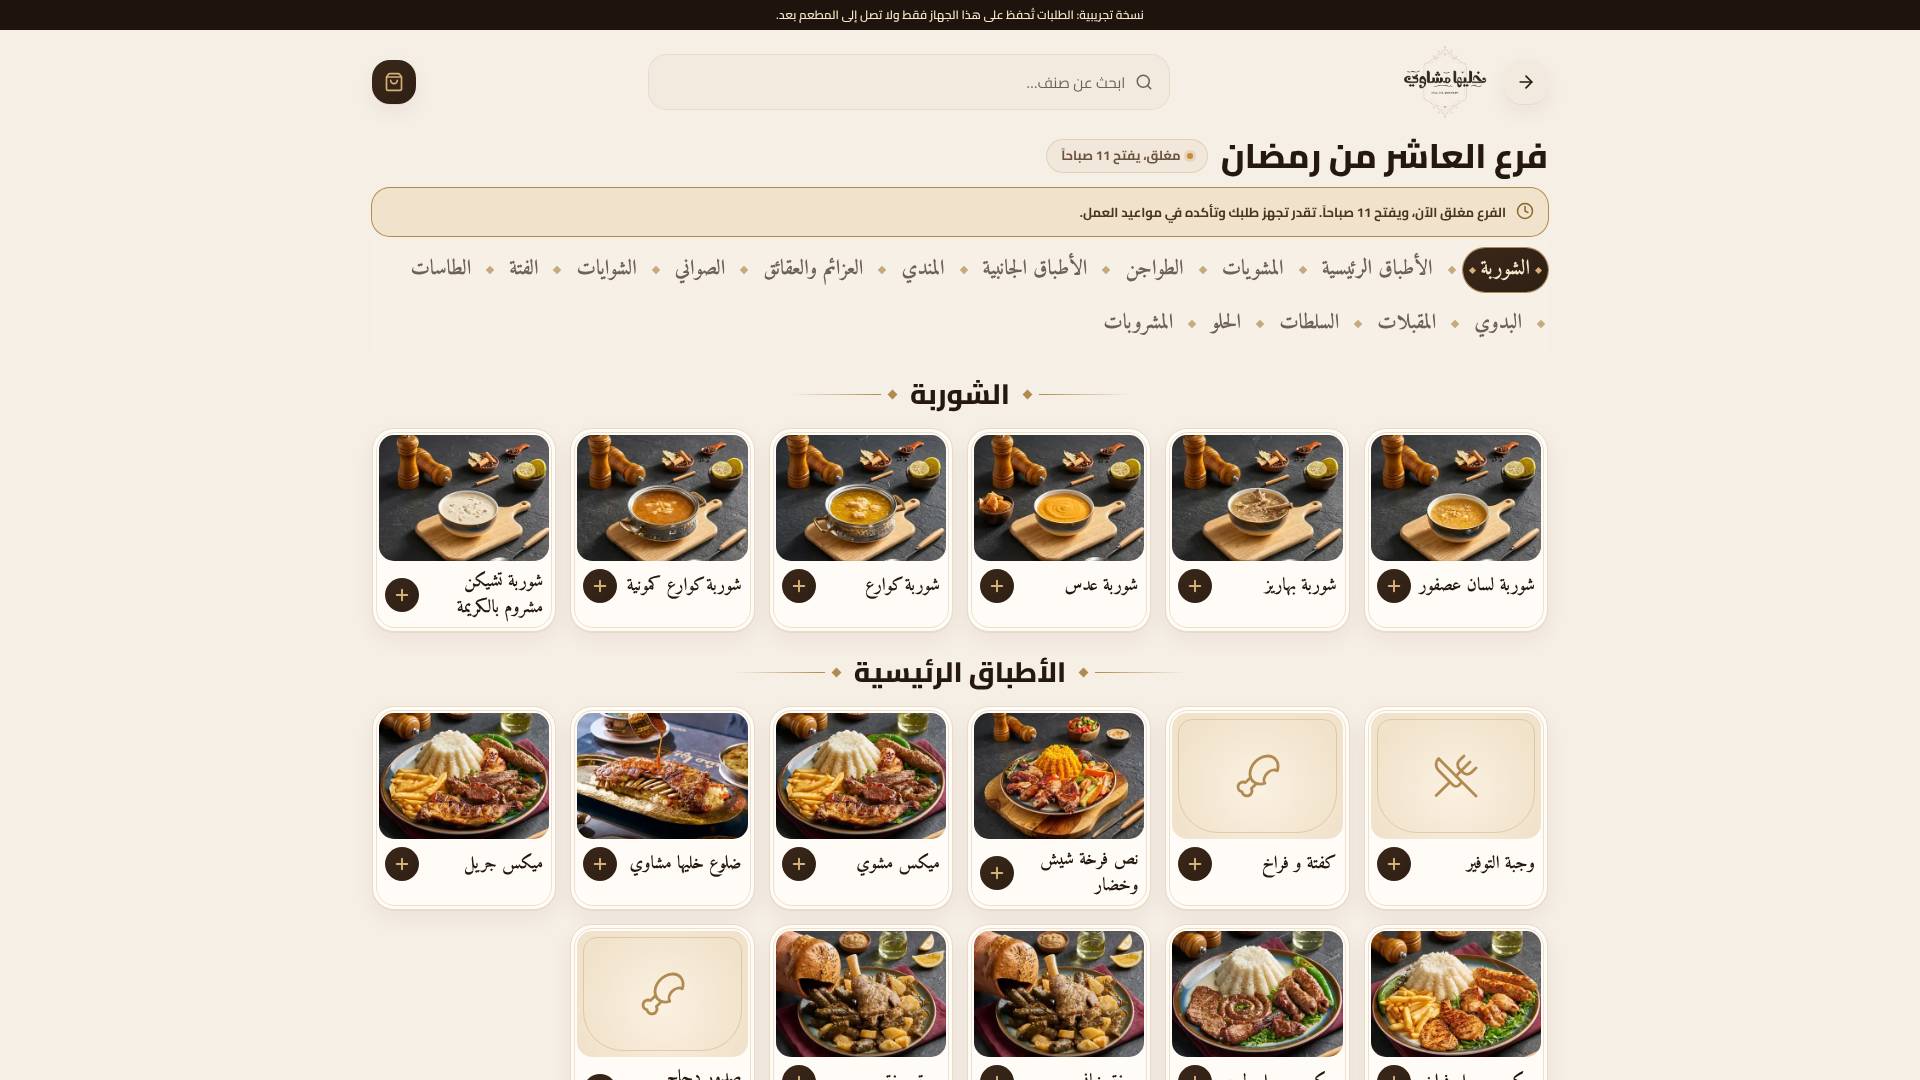 نسخة تجريبية: الطلبات تُحفظ على هذا الجهاز فقط ولا تصل إلى المطعم بعد.
خليها مشاوي
ابحث عن صنف...
فرع العاشر من رمضان
مغلق، يفتح 11 صباحاً
الفرع مغلق الآن، ويفتح 11 صباحاً. تقدر تجهز طلبك وتأكده في مواعيد العمل.
الشوربة
الأطباق الرئيسية
المشويات
الطواجن
الأطباق الجانبية
المندي
العزائم والعقائق
الصواني
الشوايات
الفتة
الطاسات
البدوي
المقبلات
السلطات
الحلو
المشروبات
الشوربة
شوربة لسان عصفور
شوربة بهاريز
شوربة عدس
شوربة كوارع
شوربة كوارع كمونية
شوربة تشيكن
مشروم بالكريمة
الأطباق الرئيسية
وجبة التوفير
كفتة و فراخ
نص فرخة شيش
وخضار
ميكس مشوي
ضلوع خليها مشاوي
ميكس جريل